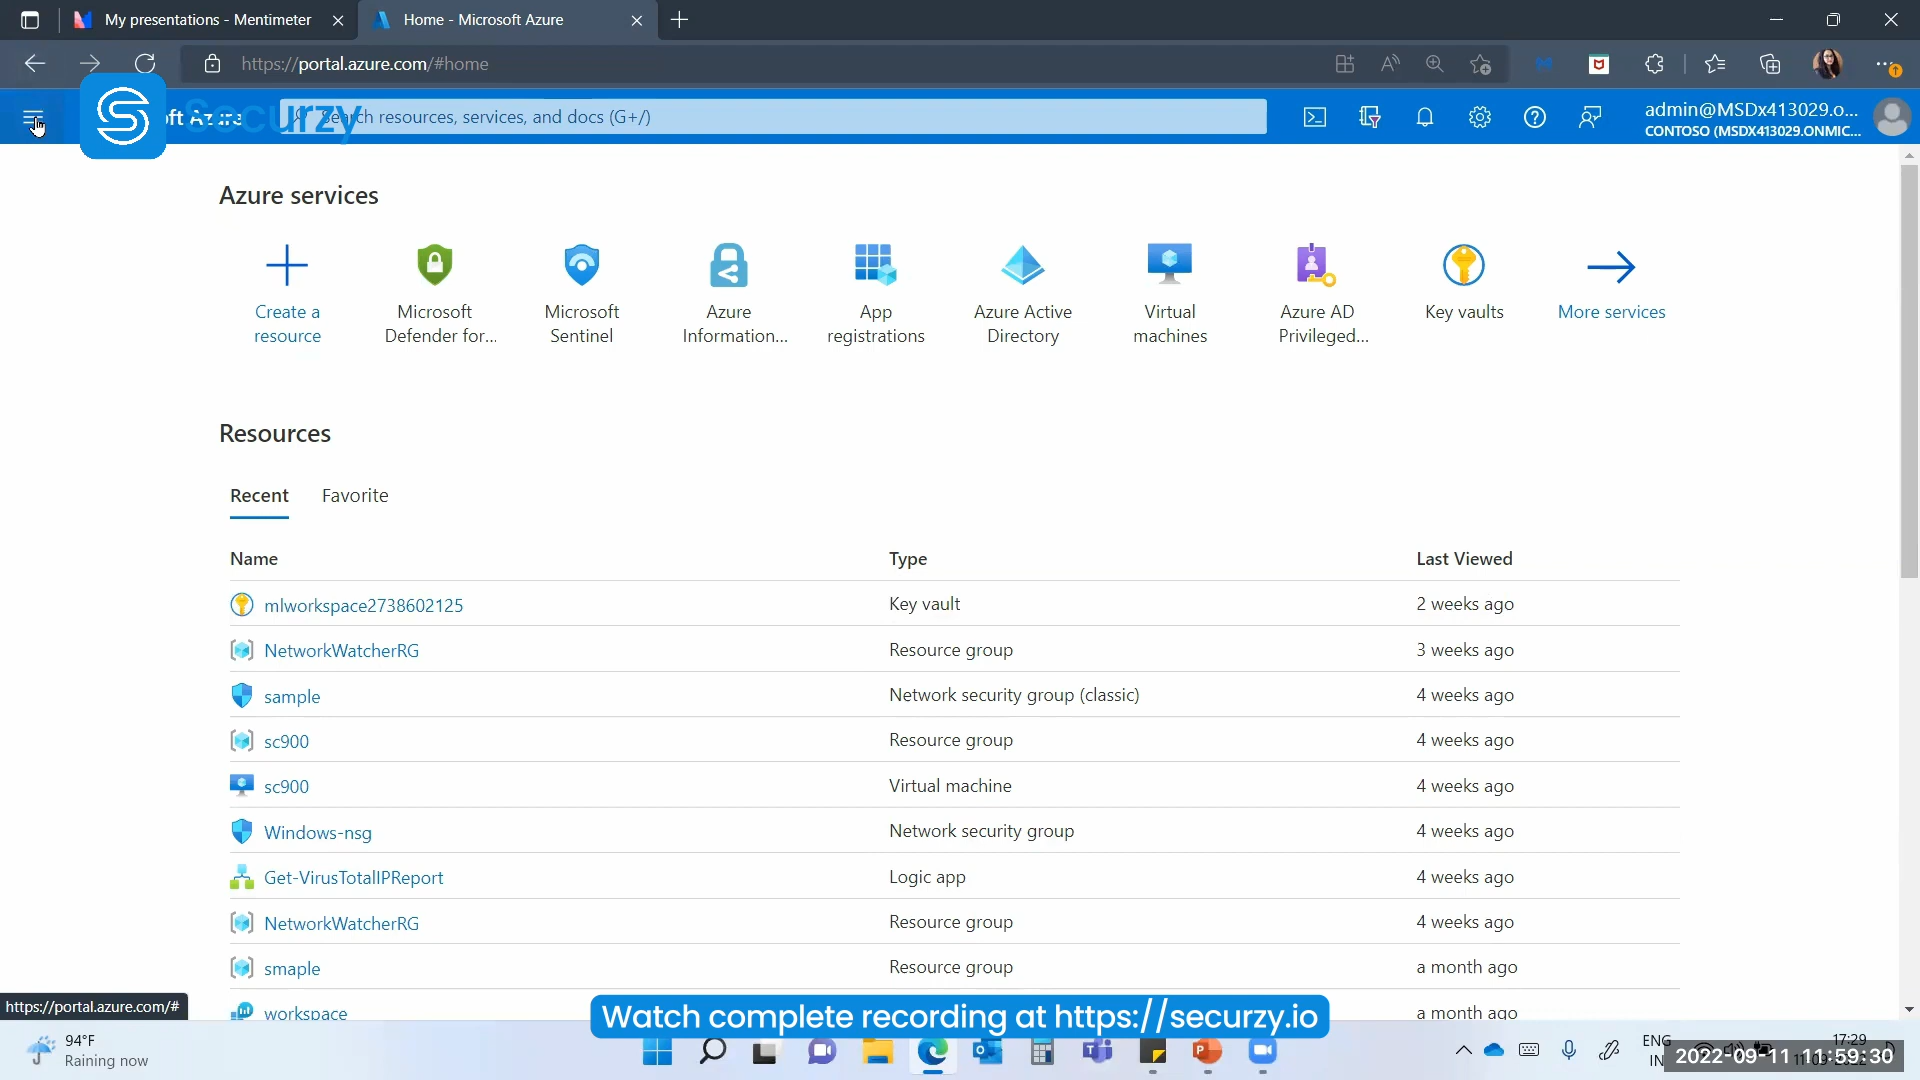 My presentations - Mentimeter
Home - Microsoft Azure
https://portal.azure.com/#home
Securzy
Search resources, services, and docs (G+/)
admin@MSDx413029.o...
CONTOSO (MSDX413029.ONMIC...
Azure services
Create a resource
Microsoft Defender for...
Microsoft Sentinel
Azure Information...
App registrations
Azure Active Directory
Virtual machines
Azure AD Privileged...
Key vaults
More services
Resources
Recent Favorite
Name Type Last Viewed
mlworkspace2738602125 Key vault 2 weeks ago
NetworkWatcherRG Resource group 3 weeks ago
sample Network security group (classic) 4 weeks ago
sc900 Resource group 4 weeks ago
sc900 Virtual machine 4 weeks ago
Windows-nsg Network security group 4 weeks ago
Get-VirusTotalIPReport Logic app 4 weeks ago
NetworkWatcherRG Resource group 4 weeks ago
smaple Resource group a month ago
workspace a month ago
https://portal.azure.com/#
Watch complete recording at https://securzy.io
94°F
Raining now
ENG
IN
17:29
2022-09-11 11:59:30